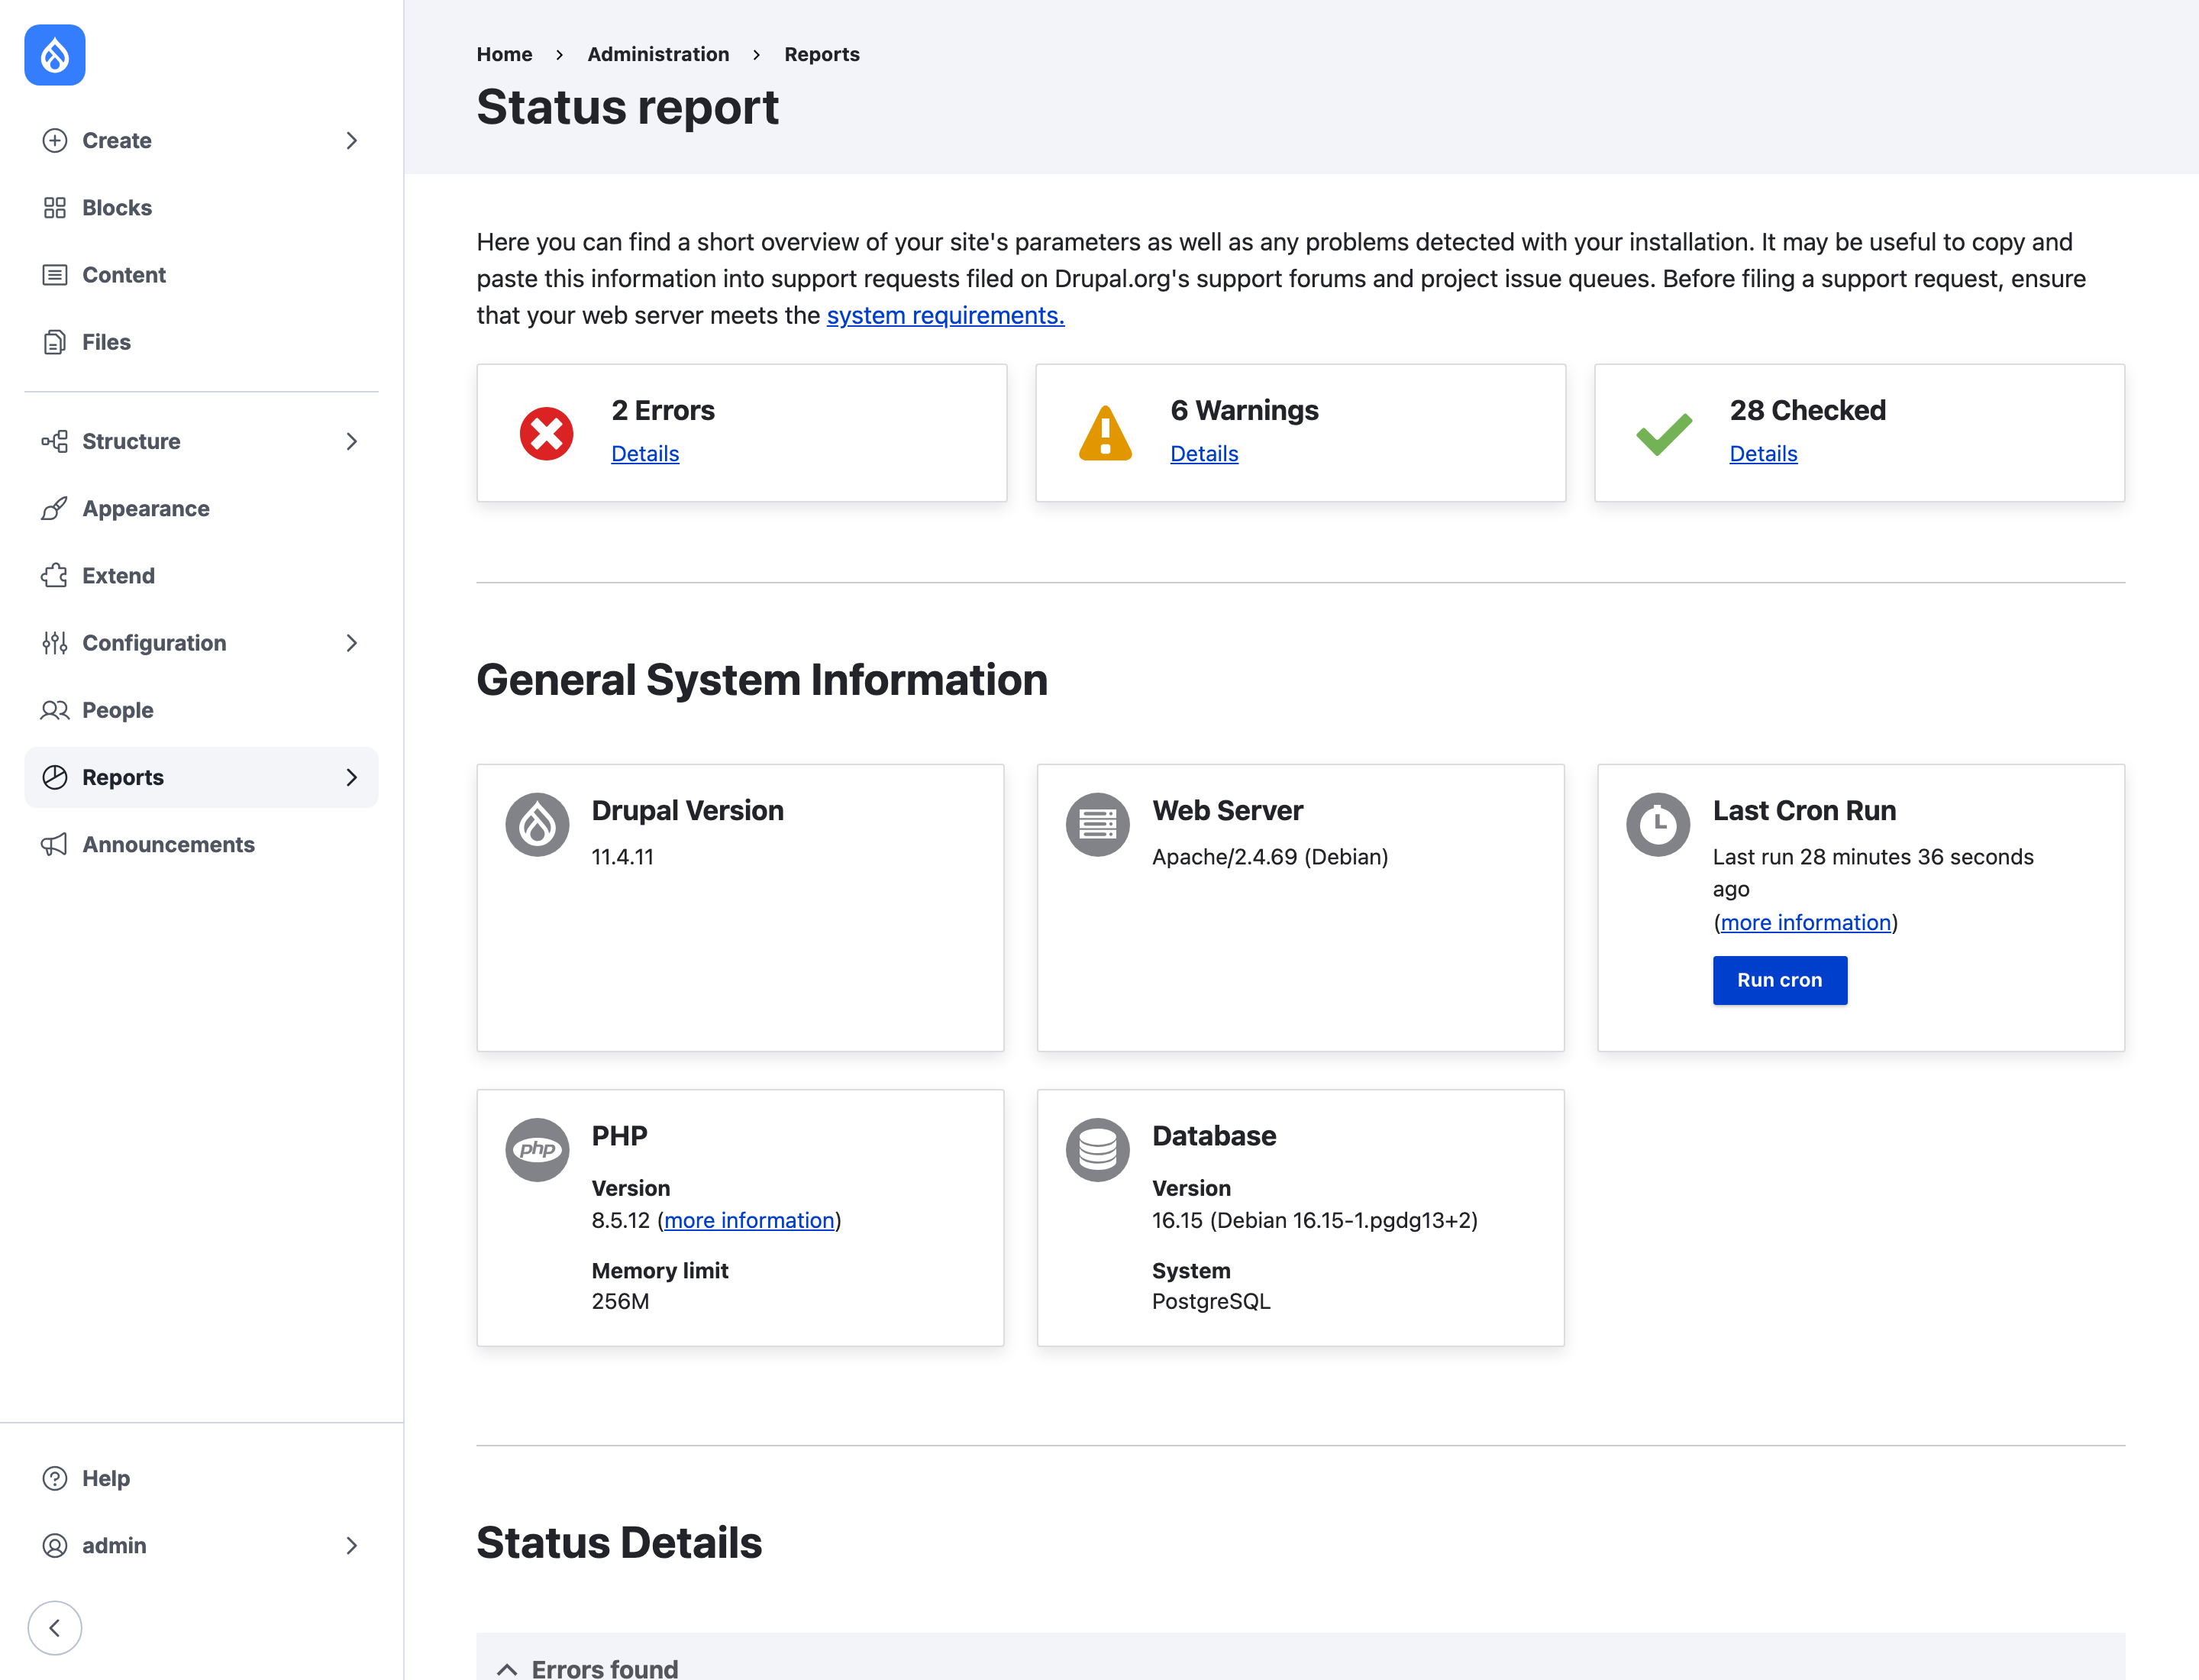 Create
Blocks
Content
Files
Structure
Appearance
Extend
Configuration
People
Reports
Announcements
Help
admin
Home > Administration > Reports
Status report
Here you can find a short overview of your site's parameters as well as any problems detected with your installation. It may be useful to copy and
paste this information into support requests filed on Drupal.org's support forums and project issue queues. Before filing a support request, ensure
that your web server meets the system requirements.
2 Errors
Details
6 Warnings
Details
28 Checked
Details
General System Information
Drupal Version
11.4.11
Web Server
Apache/2.4.69 (Debian)
Last Cron Run
Last run 28 minutes 36 seconds
ago
(more information)
Run cron
php
PHP
Version
8.5.12 (more information)
Memory limit
256M
Database
Version
16.15 (Debian 16.15-1.pgdg13+2)
System
PostgreSQL
Status Details
Errors found